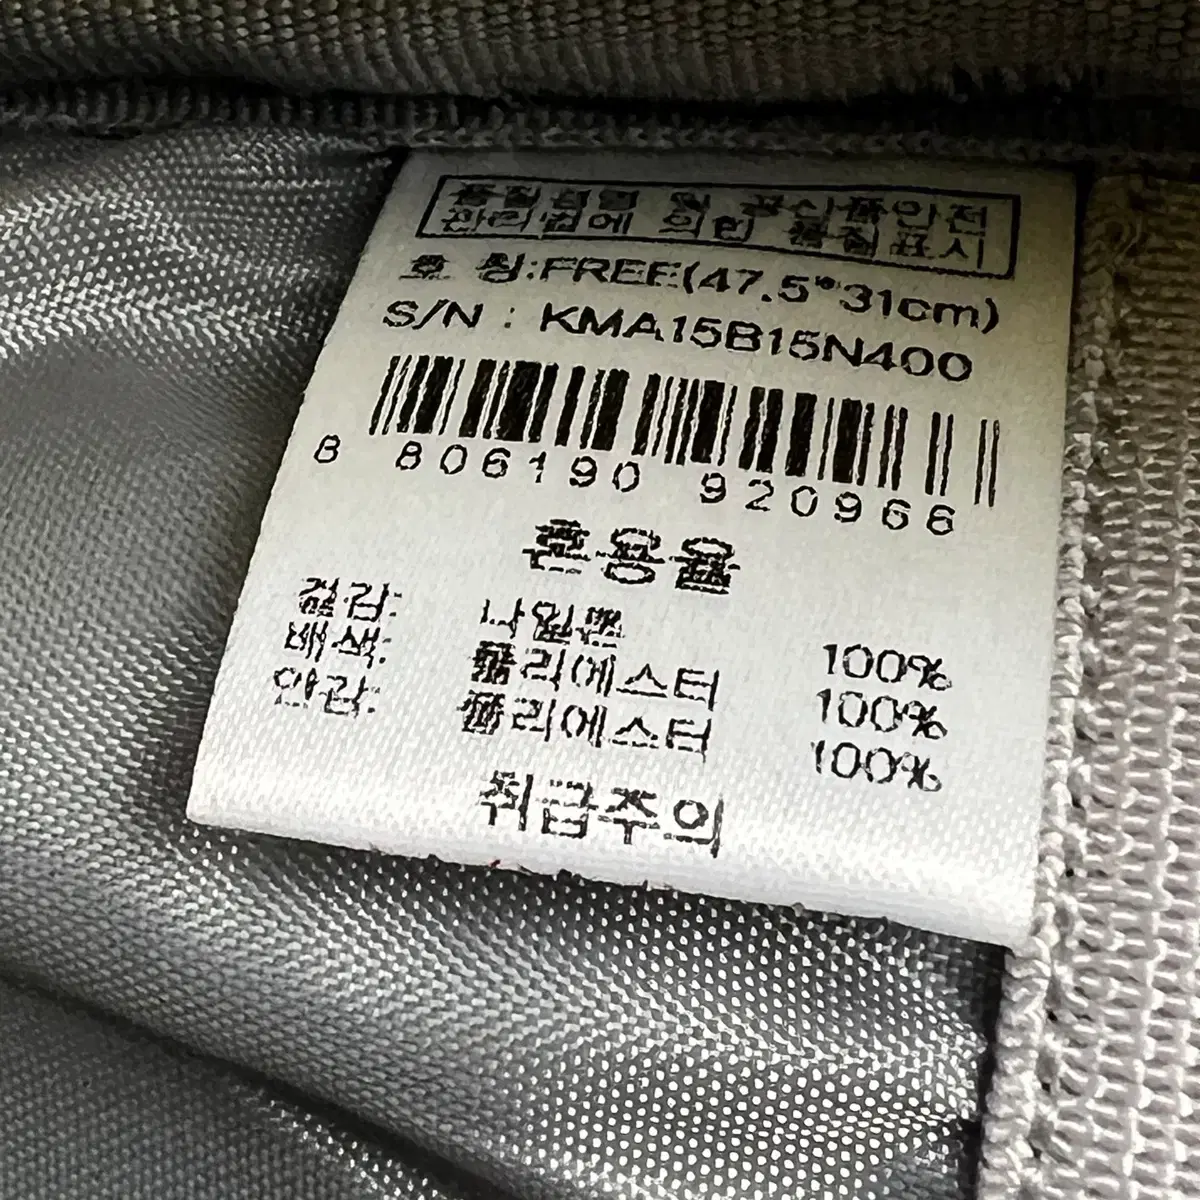 품질경영 및 공산품안전
관리법에 의한 품질표시
호 칭:FREE(47.5*31cm)
S/N : KMA15B15N400
8 806190 920966
혼용율
겉감: 나일론 100%
배색: 폴리에스터 100%
안감: 폴리에스터 100%
취급주의